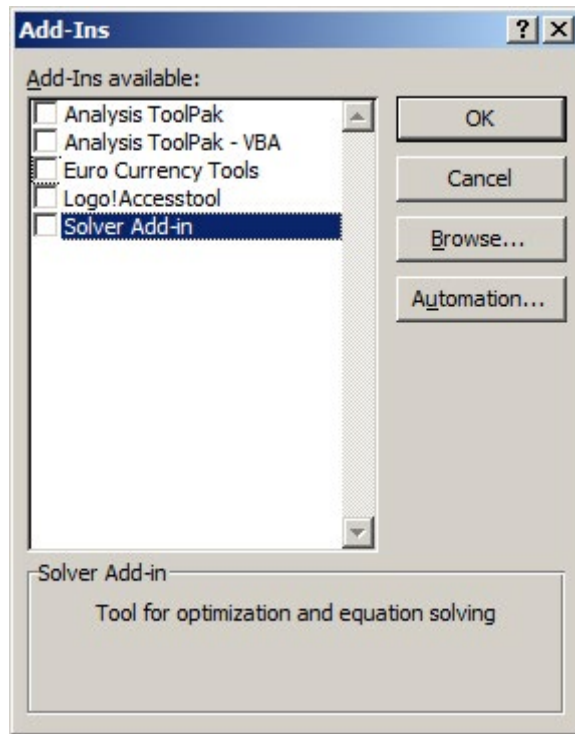 Add-Ins
Add-Ins available:
Analysis ToolPak
Analysis ToolPak - VBA
Euro Currency Tools
Logo!Accesstool
Solver Add-in
OK
Cancel
Browse...
Automation...
Solver Add-in
Tool for optimization and equation solving